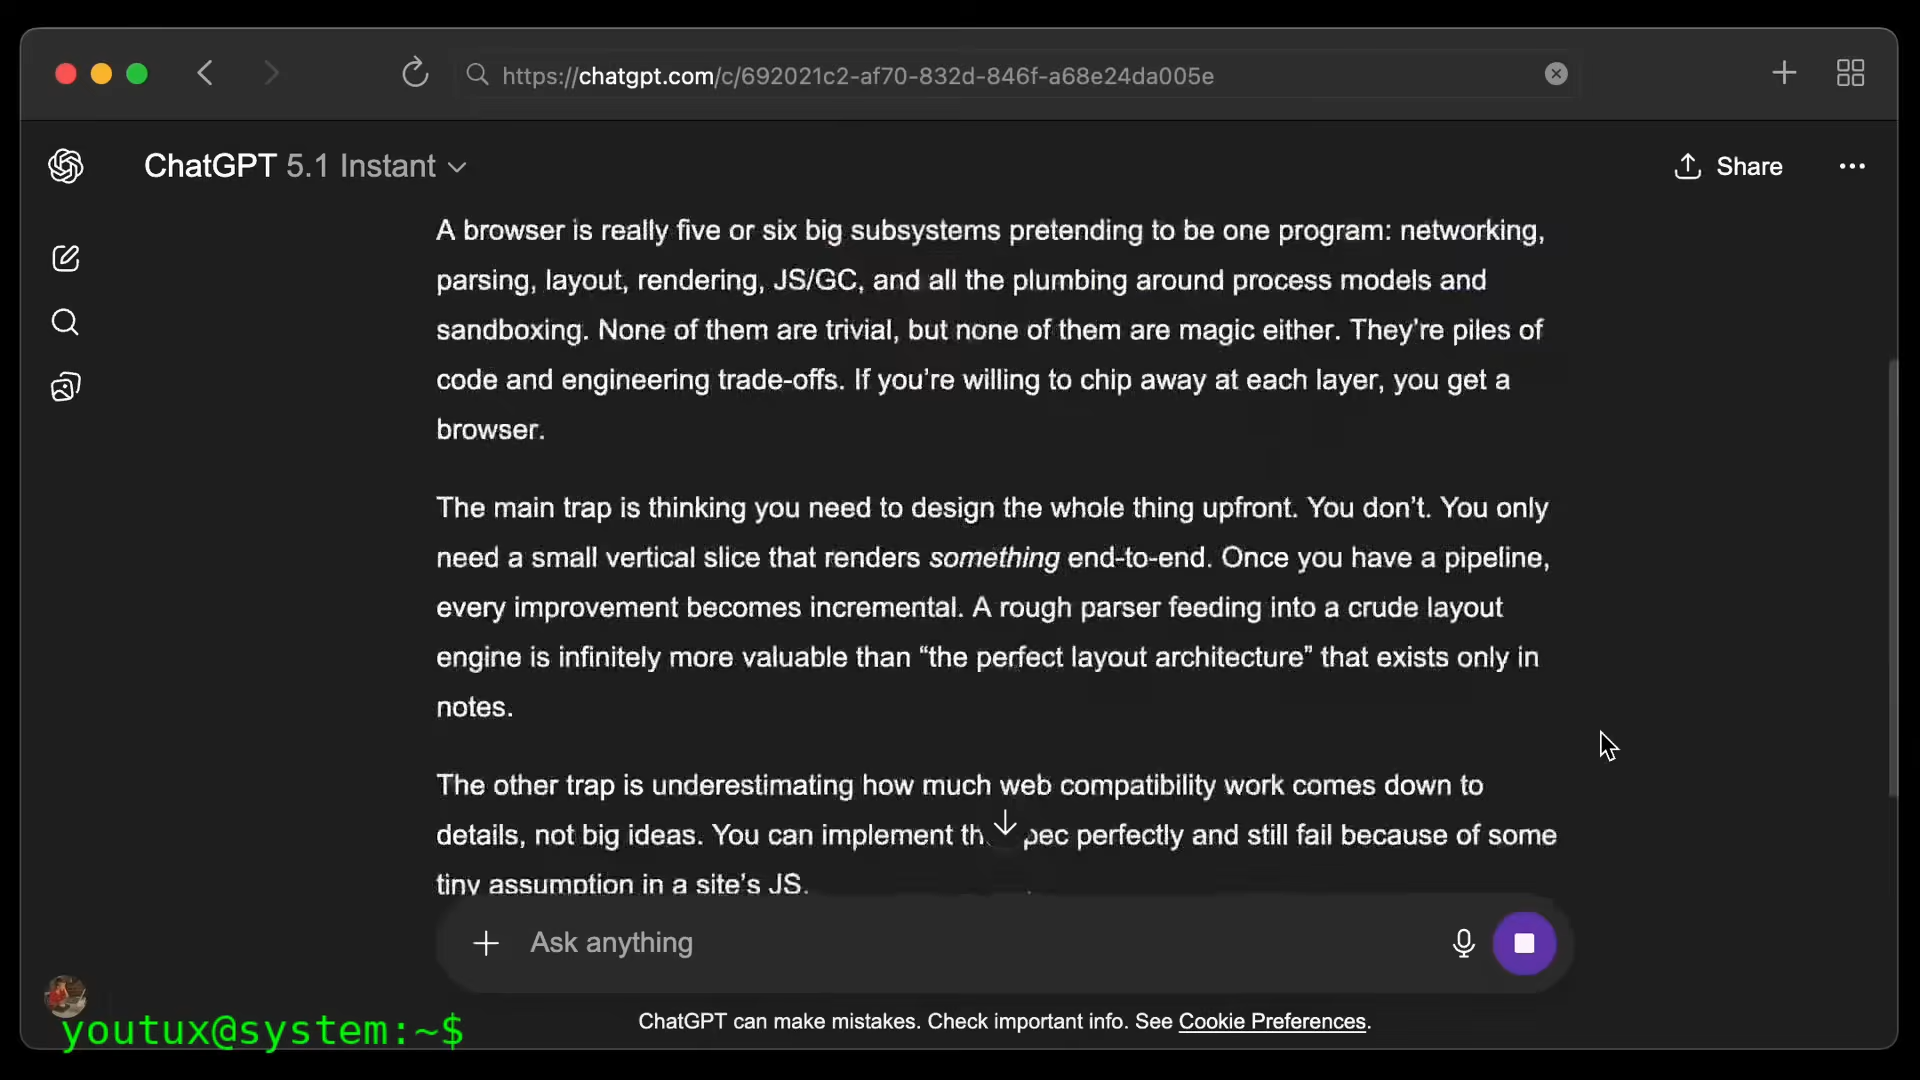 https://chatgpt.com/c/692021c2-af70-832d-846f-a68e24da005e
ChatGPT 5.1 Instant
Share
A browser is really five or six big subsystems pretending to be one program: networking,
parsing, layout, rendering, JS/GC, and all the plumbing around process models and
sandboxing. None of them are trivial, but none of them are magic either. They’re piles of
code and engineering trade-offs. If you’re willing to chip away at each layer, you get a
browser.
The main trap is thinking you need to design the whole thing upfront. You don’t. You only
need a small vertical slice that renders something end-to-end. Once you have a pipeline,
every improvement becomes incremental. A rough parser feeding into a crude layout
engine is infinitely more valuable than “the perfect layout architecture” that exists only in
notes.
The other trap is underestimating how much web compatibility work comes down to
details, not big ideas. You can implement perfectly and still fail because of some
tiny assumption in a site’s JS.
Ask anything
youtux@system:~$
ChatGPT can make mistakes. Check important info. See Cookie Preferences.